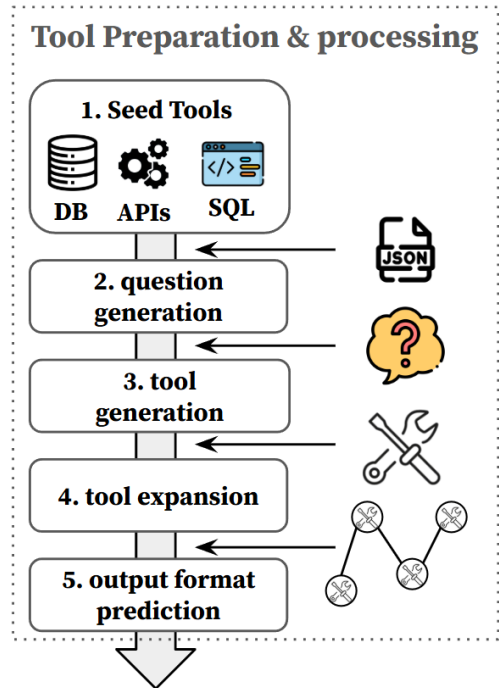 Tool Preparation & processing
1. Seed Tools
DB APIs SQL
JSON
2. question
generation
3. tool
generation
4. tool expansion
5. output format
prediction